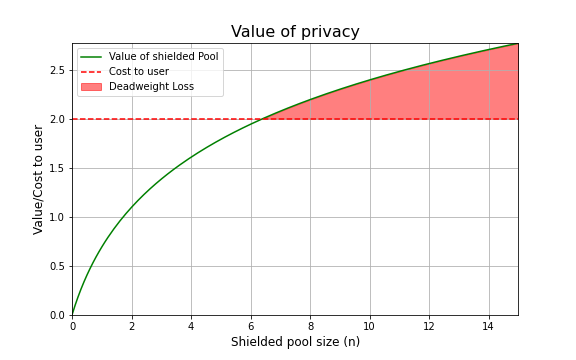 Value of privacy
Value of shielded Pool
Cost to user
Deadweight Loss
Value/Cost to user
2.5
2.0
1.5
1.0
0.5
0.0
0 2 4 6 8 10 12 14
Shielded pool size (n)